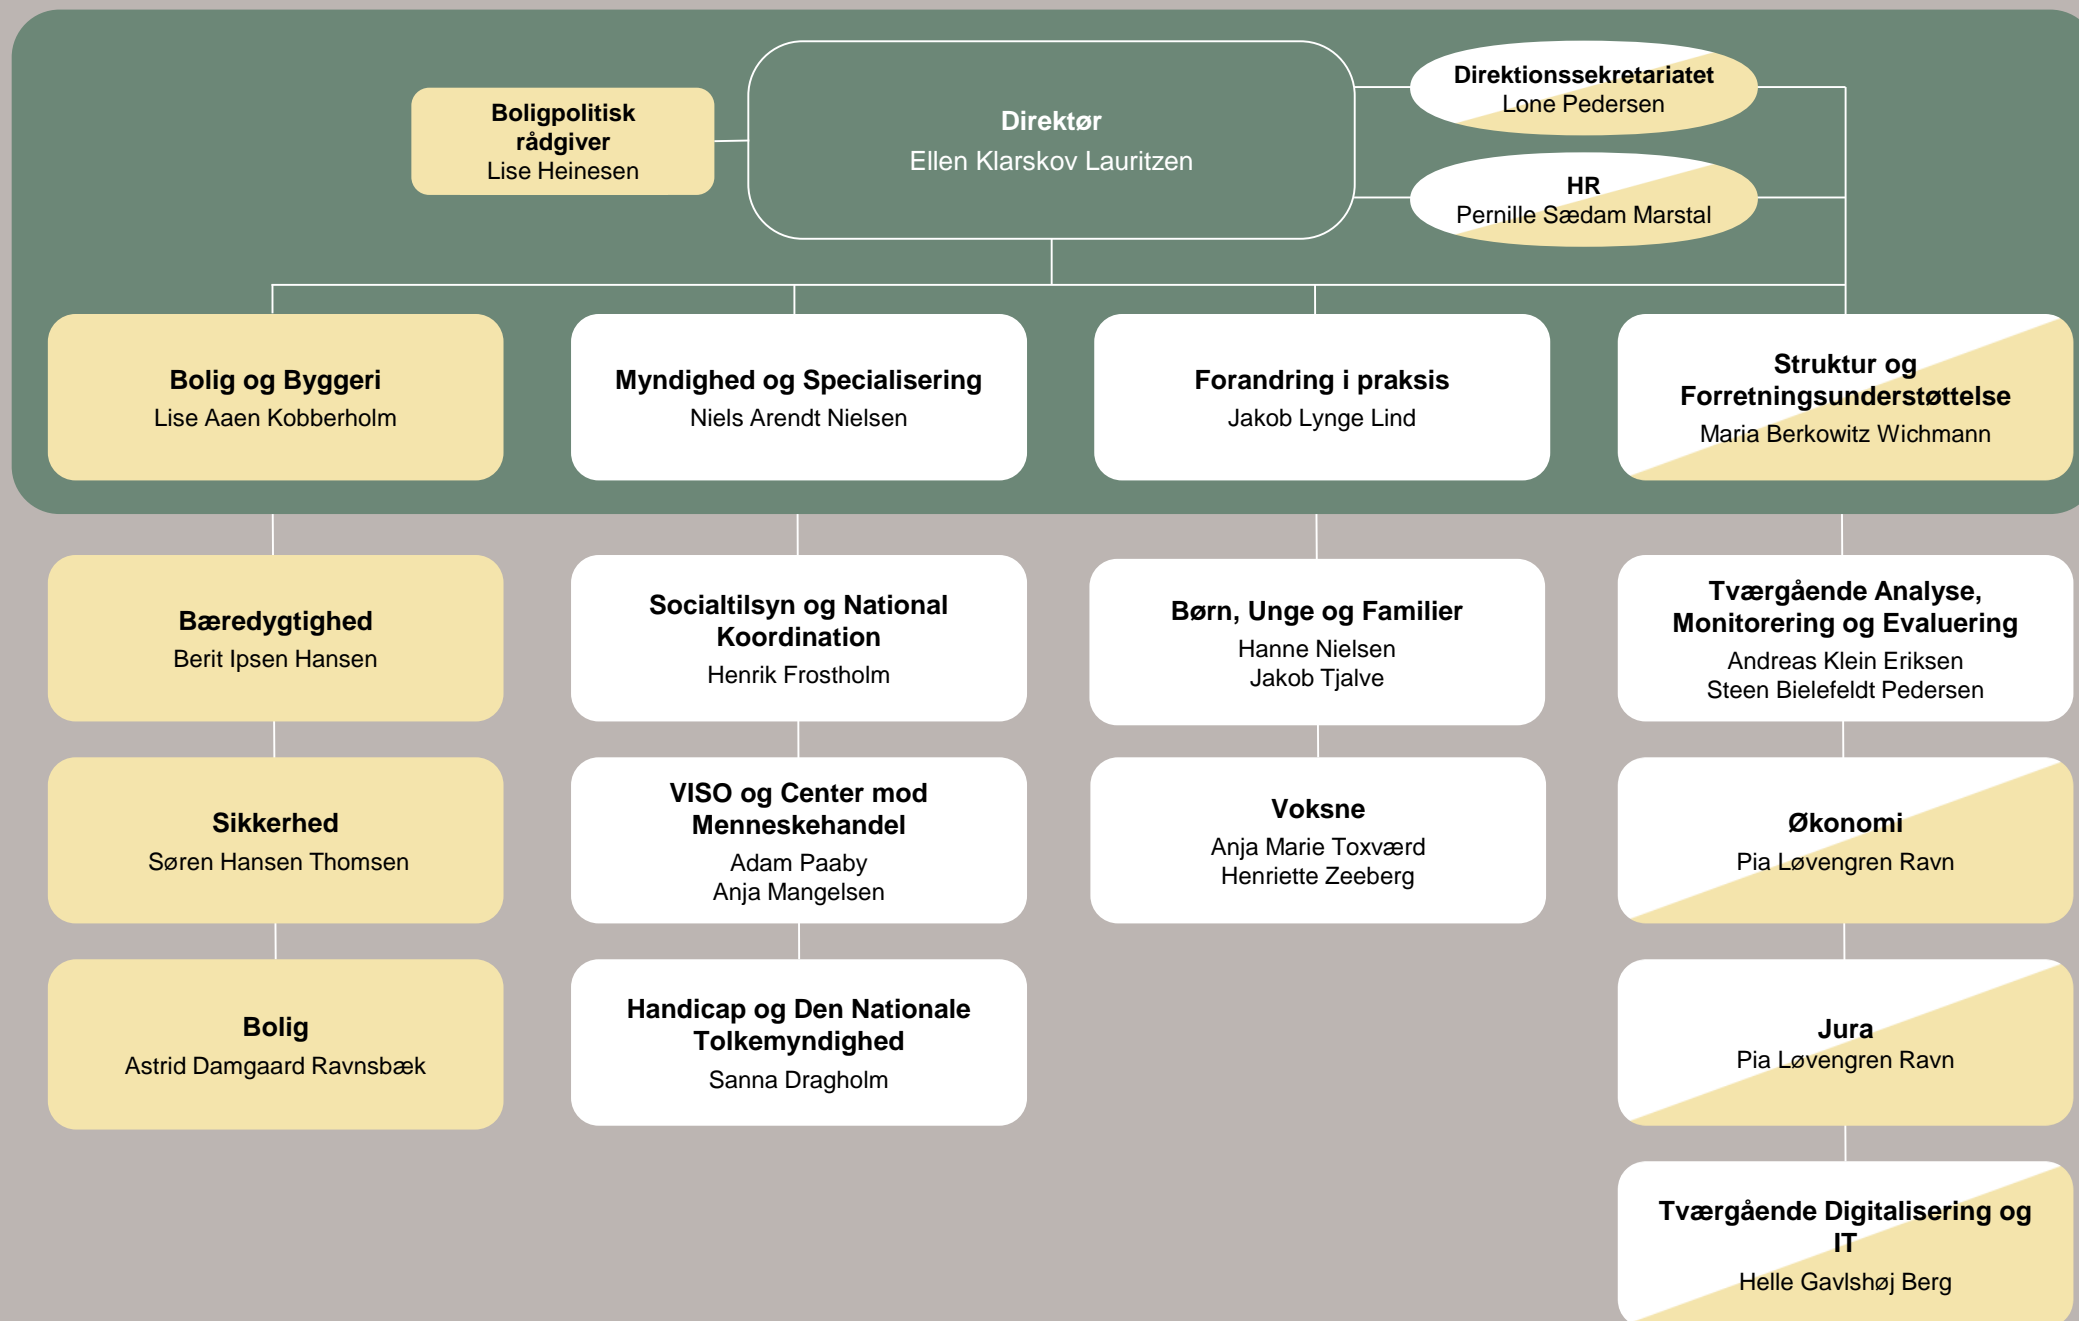 Boligpolitisk
rådgiver
Lise Heinesen
Direktør
Ellen Klarskov Lauritzen
Direktionssekretariatet
Lone Pedersen
HR
Pernille Sædam Marstal
Bolig og Byggeri
Lise Aaen Kobberholm
Myndighed og Specialisering
Niels Arendt Nielsen
Forandring i praksis
Jakob Lynge Lind
Struktur og
Forretningsunderstøttelse
Maria Berkowitz Wichmann
Bæredygtighed
Berit Ipsen Hansen
Socialtilsyn og National
Koordination
Henrik Frostholm
Børn, Unge og Familier
Hanne Nielsen
Jakob Tjalve
Tværgående Analyse,
Monitorering og Evaluering
Andreas Klein Eriksen
Steen Bielefeldt Pedersen
Sikkerhed
Søren Hansen Thomsen
VISO og Center mod
Menneskehandel
Adam Paaby
Anja Mangelsen
Voksne
Anja Marie Toxværd
Henriette Zeeberg
Økonomi
Pia Løvengren Ravn
Bolig
Astrid Damgaard Ravnsbæk
Handicap og Den Nationale
Tolkemyndighed
Sanna Dragholm
Jura
Pia Løvengren Ravn
Tværgående Digitalisering og
IT
Helle Gavlshøj Berg